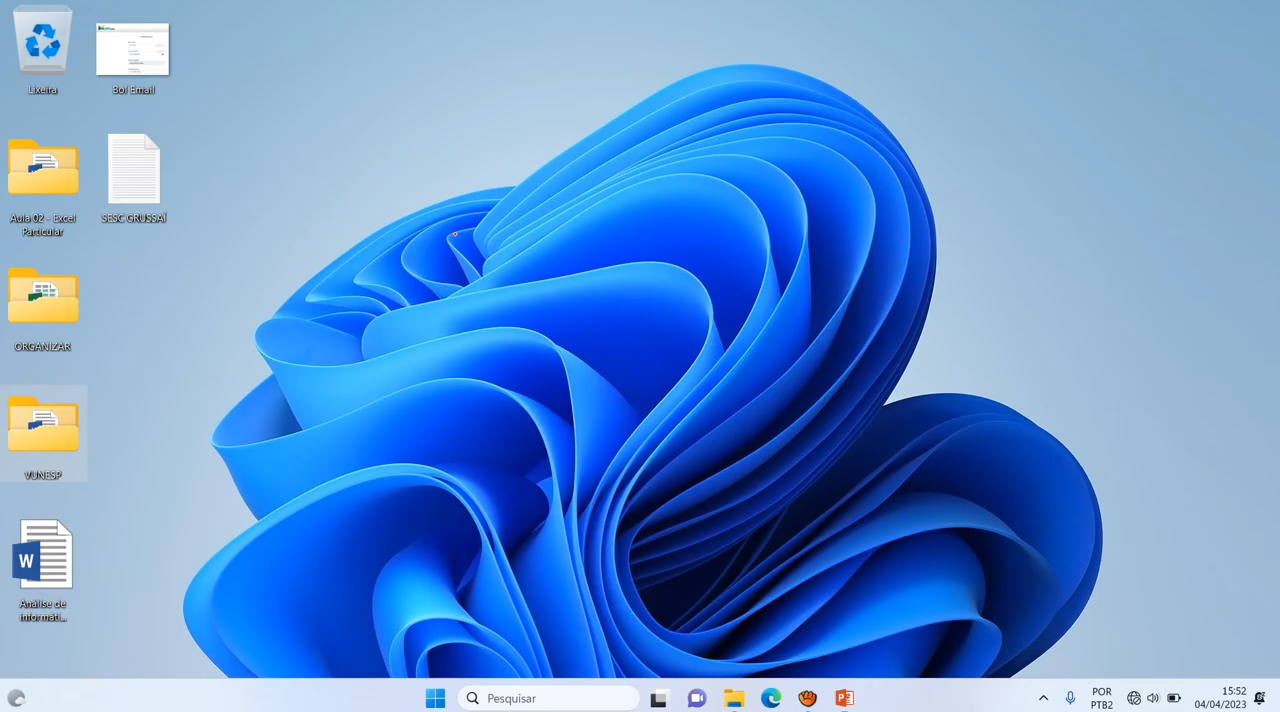 Lixeira
Bol Email
Aula 02 - Excel
Particular
SESC GRUSSAÍ
ORGANIZAR
VUNESP
W
Análise de
informáti...
Pesquisar
POR
PTB2
15:52
04/04/2023